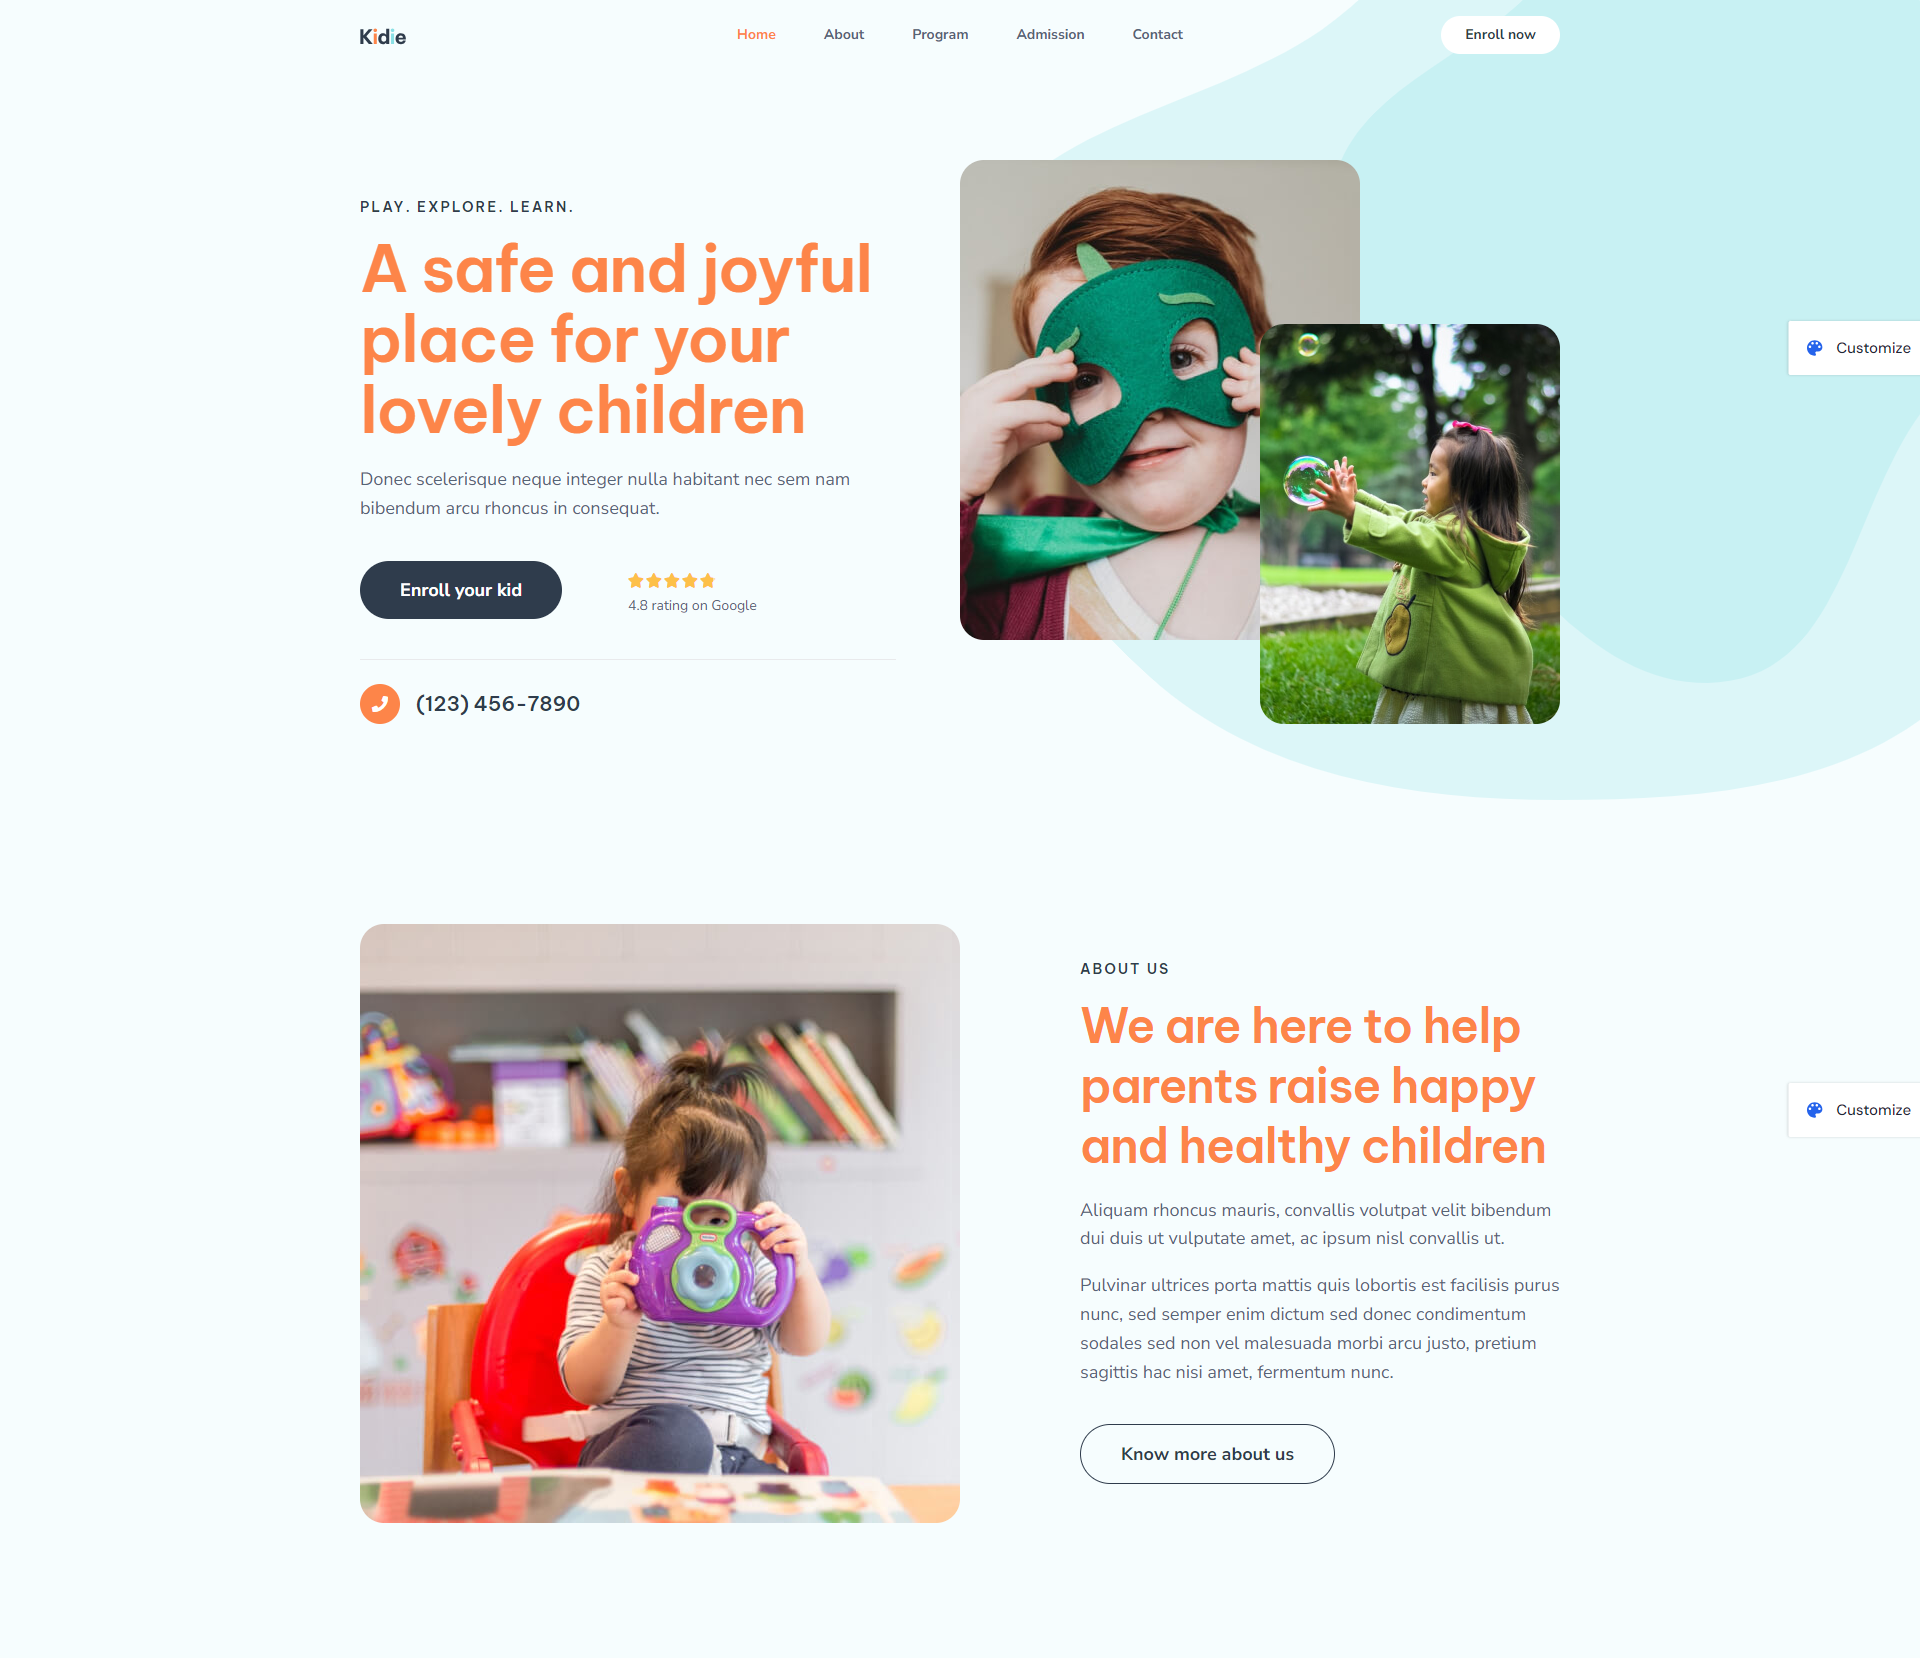 Kidie
Home
About
Program
Admission
Contact
Enroll now
PLAY. EXPLORE. LEARN.
A safe and joyful
place for your
lovely children
Donec scelerisque neque integer nulla habitant nec sem nam
bibendum arcu rhoncus in consequat.
Enroll your kid
4.8 rating on Google
(123) 456-7890
Customize
ABOUT US
We are here to help
parents raise happy
and healthy children
Aliquam rhoncus mauris, convallis volutpat velit bibendum
dui duis ut vulputate amet, ac ipsum nisl convallis ut.
Pulvinar ultrices porta mattis quis lobortis est facilisis purus
nunc, sed semper enim dictum sed donec condimentum
sodales sed non vel malesuada morbi arcu justo, pretium
sagittis hac nisi amet, fermentum nunc.
Know more about us
Customize